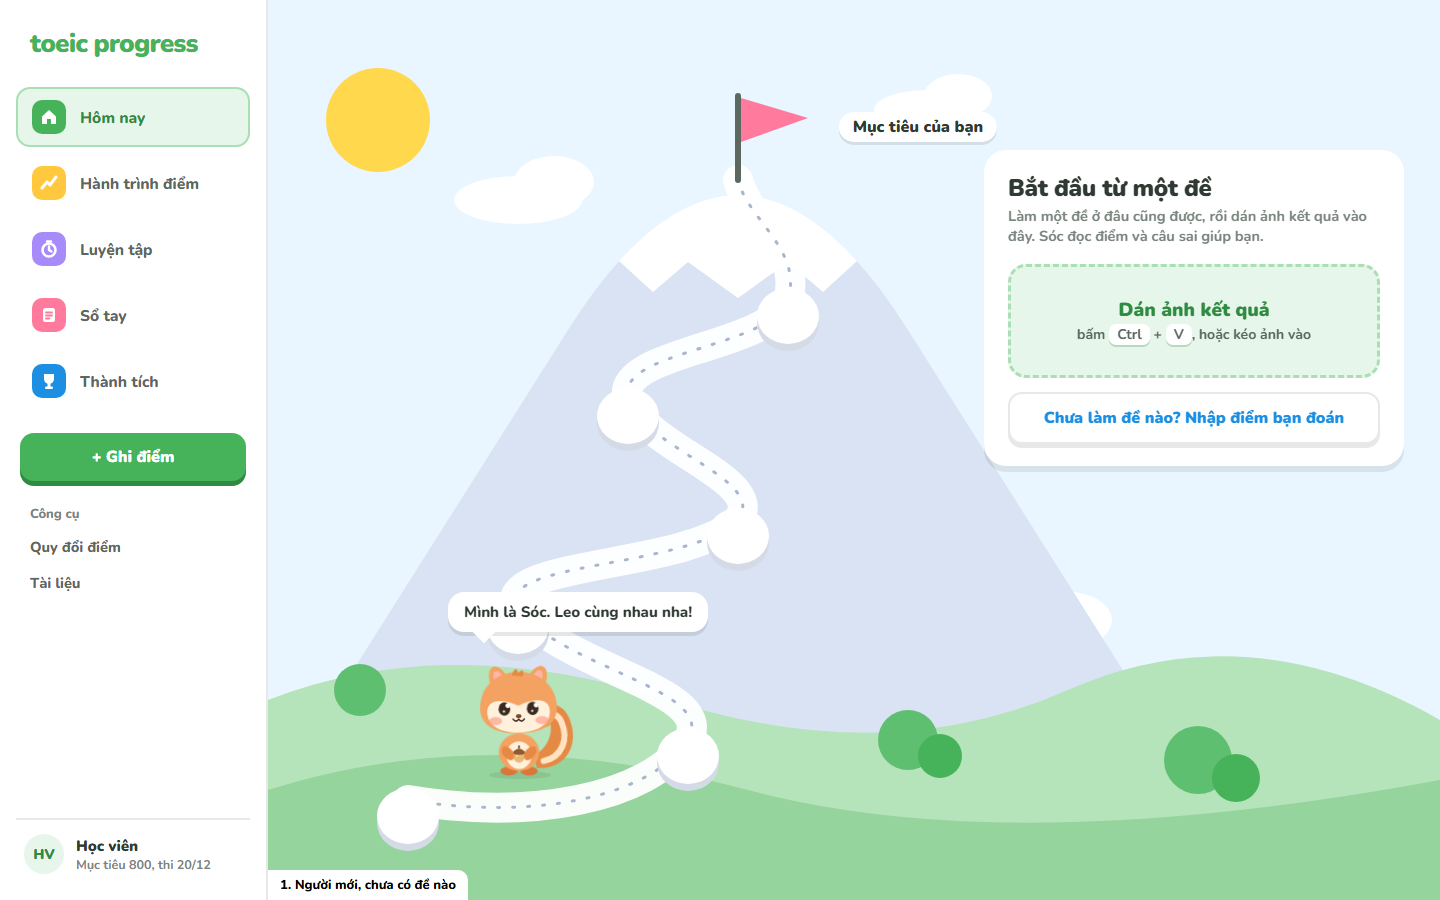 toeic progress
Hôm nay
Hành trình điểm
Luyện tập
Sổ tay
Thành tích
+ Ghi điểm
Công cụ
Quy đổi điểm
Tài liệu
HV
Học viên
Mục tiêu 800, thi 20/12
Mục tiêu của bạn
Bắt đầu từ một đề
Làm một đề ở đâu cũng được, rồi dán ảnh kết quả vào
đây. Sóc đọc điểm và câu sai giúp bạn.
Dán ảnh kết quả
bấm Ctrl + V, hoặc kéo ảnh vào
Chưa làm đề nào? Nhập điểm bạn đoán
Mình là Sóc. Leo cùng nhau nha!
1. Người mới, chưa có đề nào